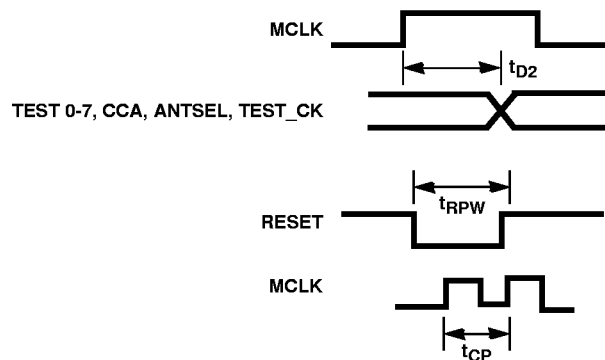 MCLK
tD2
TEST 0-7, CCA, ANTSEL, TEST_CK
tRPW
RESET
MCLK
tCP